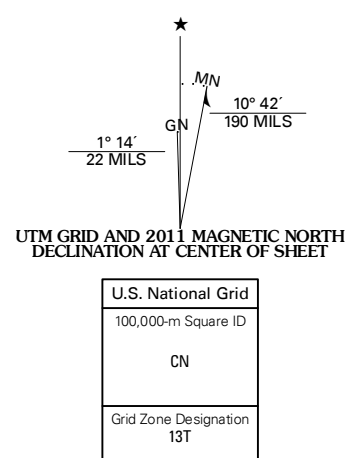 ★
MN
GN
10° 42´
190 MILS
1° 14´
22 MILS
UTM GRID AND 2011 MAGNETIC NORTH
DECLINATION AT CENTER OF SHEET
U.S. National Grid
100,000-m Square ID
CN
Grid Zone Designation
13T